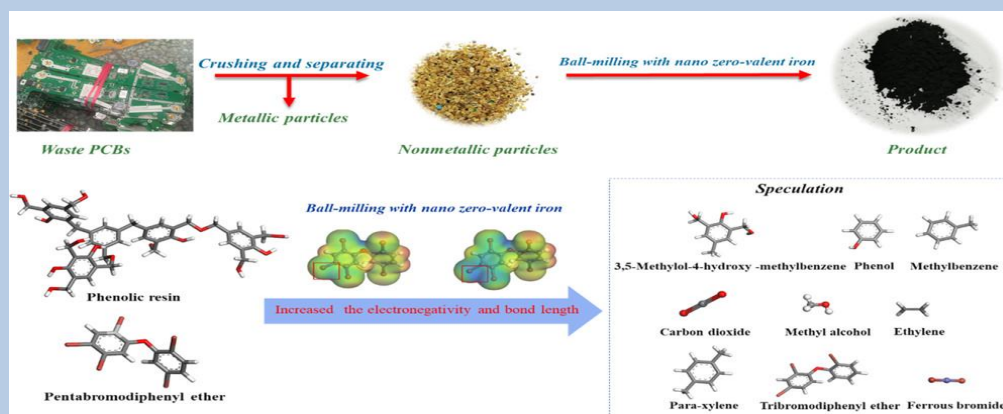 Crushing and separating
Ball-milling with nano zero-valent iron
Metallic particles
Waste PCBs
Nonmetallic particles
Product
Speculation
Ball-milling with nano zero-valent iron
3,5-Methylol-4-hydroxy -methylbenzene
Phenol
Methylbenzene
Phenolic resin
Increased the electronegativity and bond length
Carbon dioxide
Methyl alcohol
Ethylene
Pentabromodiphenyl ether
Para-xylene
Tribromodiphenyl ether
Ferrous bromide